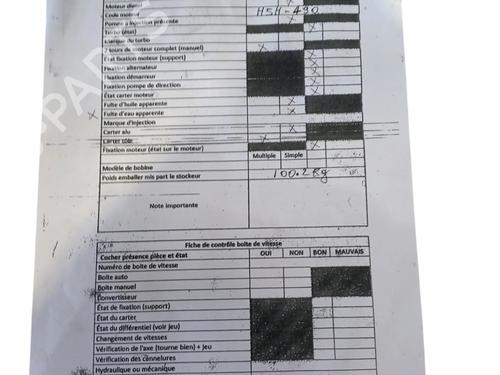 Moteur diesel
Code moteur H5H-490
Pompe à injection présente
Turbo (état)
Marque du turbo
2 tours de moteur complet (manuel)
État fixation moteur (support)
Fixation alternateur
Fixation démarreur
Fixation pompe de direction
État carter moteur
Fuite d'huile apparente
Fuite d'eau apparente
Marque d'injection
Carter alu
Carter tôle
Fixation moteur (état sur le moteur)
Multiple Simple
Modèle de bobine
Poids emballer mis part le stockeur 100.2Kg
Note importante
Fiche de contrôle boite de vitesse
Cocher présence pièce et état OUI NON BON MAUVAIS
Numéro de boite de vitesse
Boite auto
Boite manuel
Convertisseur
État de fixation (support)
État du carter
État du différentiel (voir jeu)
Changement de vitesses
Vérification de l'axe (tourne bien) + jeu
Vérification des cannelures
Hydraulique ou mécanique